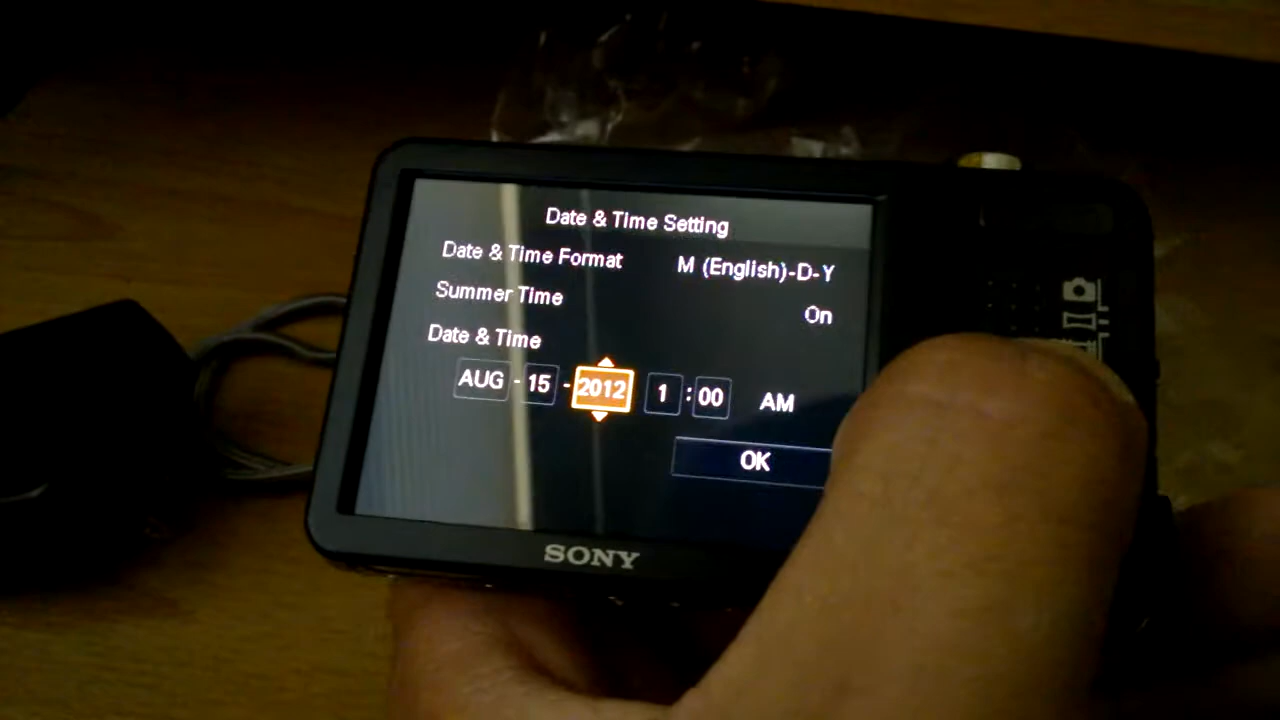 Date & Time Setting
Date & Time Format M (English)-D-Y
Summer Time On
Date & Time
AUG - 15 - 2012 1 : 00 AM
OK
SONY